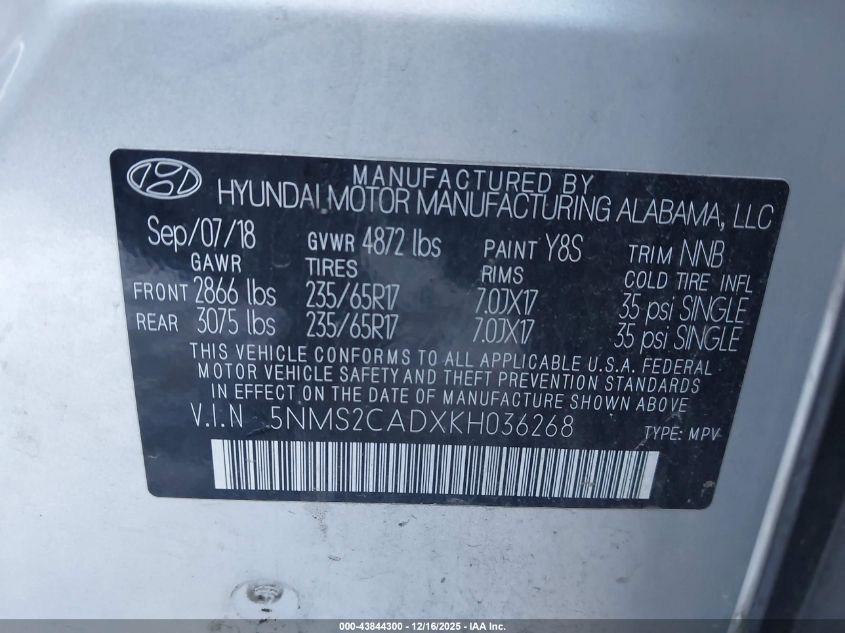 MANUFACTURED BY
HYUNDAI MOTOR MANUFACTURING ALABAMA, LLC
Sep/07/18 GVWR 4872 lbs PAINT Y8S TRIM NNB
GAWR TIRES RIMS COLD TIRE INFL
FRONT 2866 lbs 235/65R17 7.0JX17 35 psi SINGLE
REAR 3075 lbs 235/65R17 7.0JX17 35 psi SINGLE
THIS VEHICLE CONFORMS TO ALL APPLICABLE U.S.A. FEDERAL
MOTOR VEHICLE SAFETY AND THEFT PREVENTION STANDARDS
IN EFFECT ON THE DATE OF MANUFACTURE SHOWN ABOVE
V.I.N 5NMS2CADXKH036268 TYPE: MPV
000-43844300 - 12/16/2025 - IAA Inc.